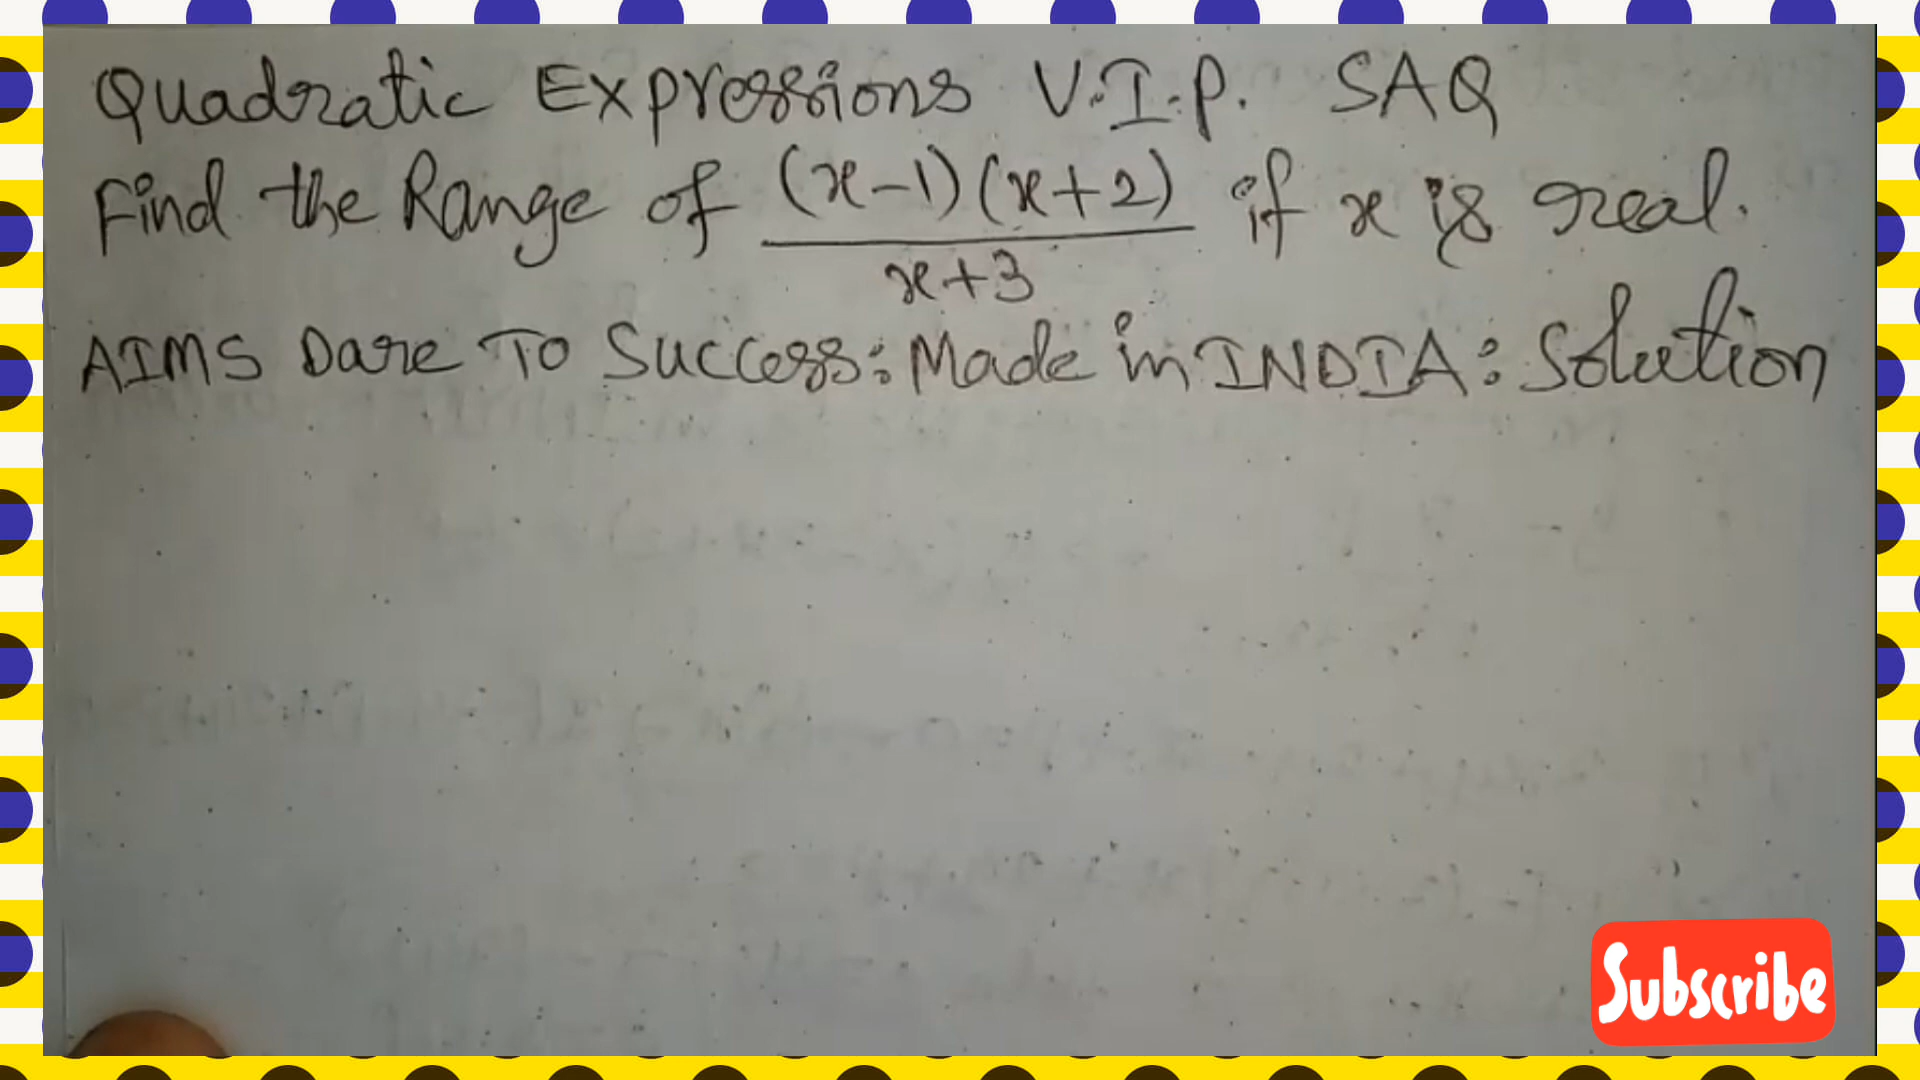 Quadratic Expressions V.I.P. SAQ
Find the Range of (x-1)(x+2) / x+3 if x is real.
AIMS Dare To Success: Made in INDIA: Solution
Subscribe